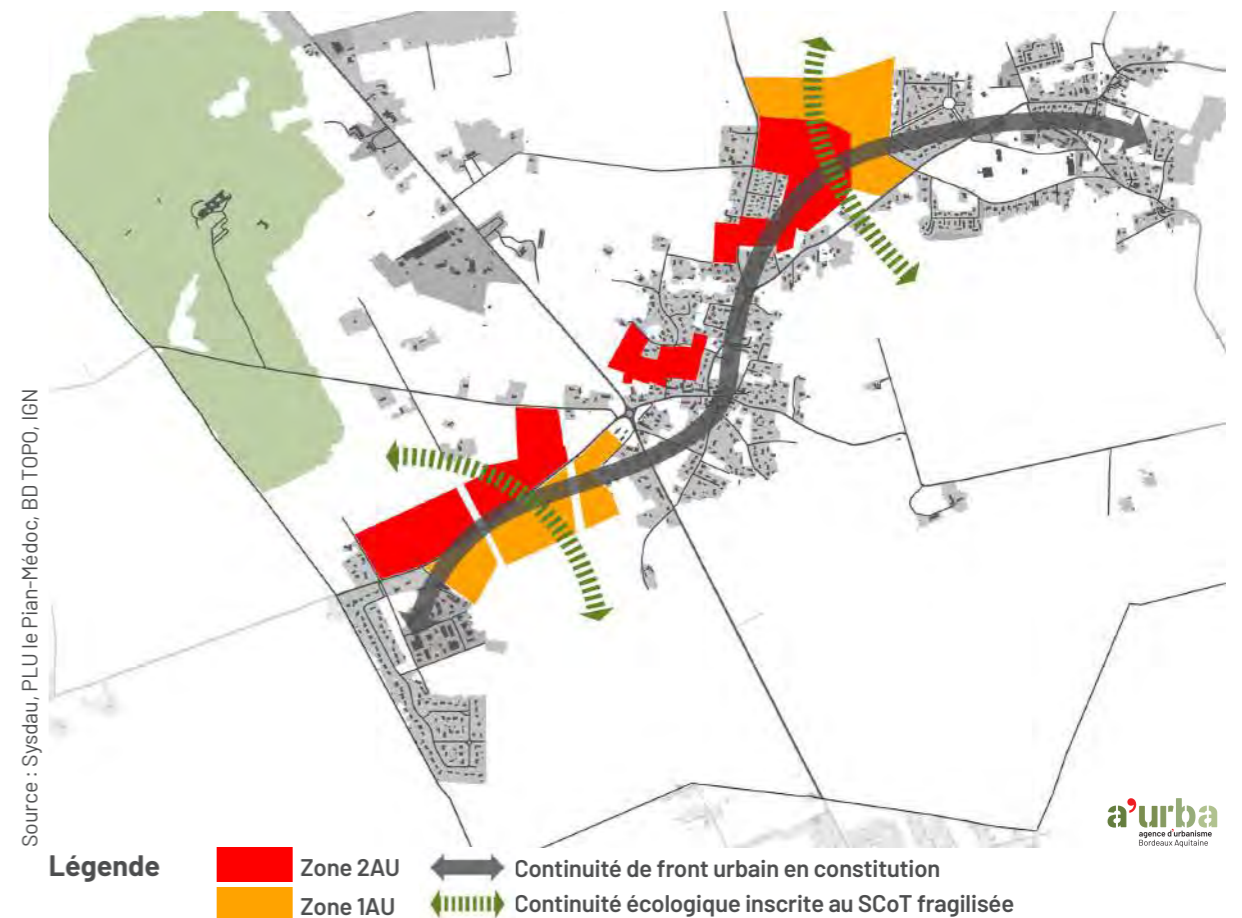 Source : Sysdau, PLU le Pian-Médoc, BD TOPO, IGN
a'urba
agence d'urbanisme
Bordeaux Aquitaine
Légende
Zone 2AU
Continuité de front urbain en constitution
Zone 1AU
Continuité écologique inscrite au SCoT fragilisée